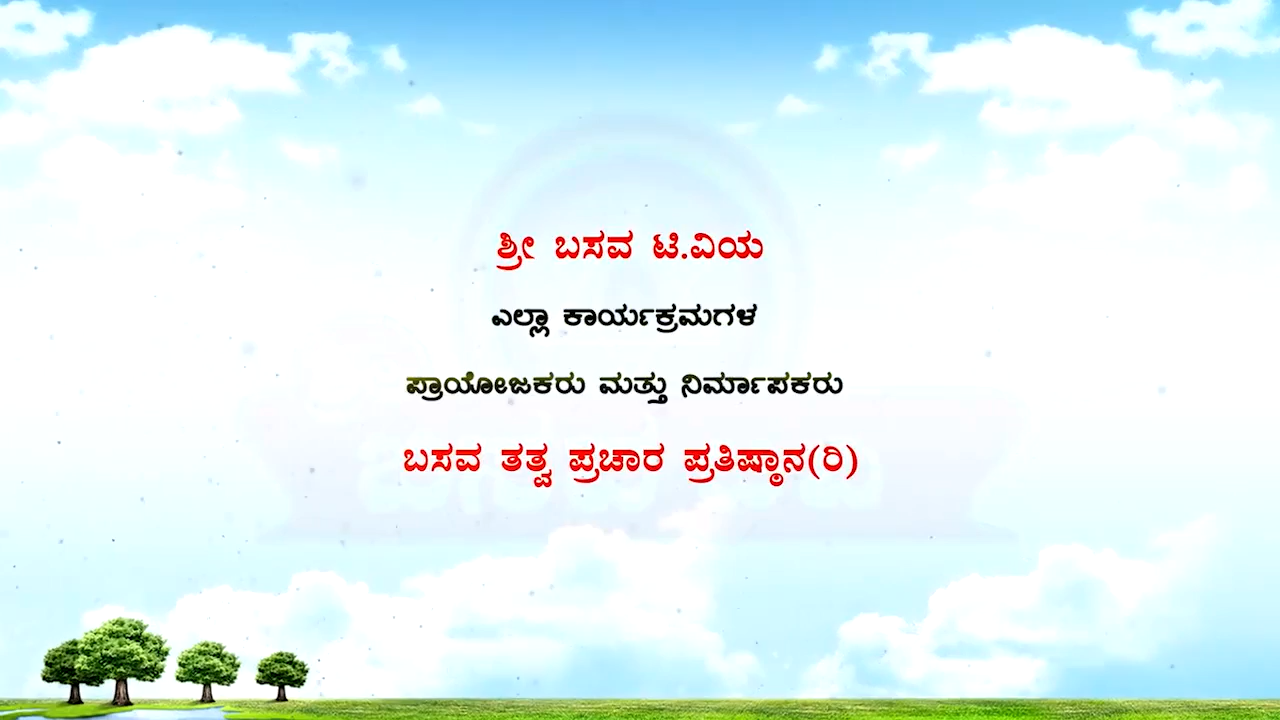 ಶ್ರೀ ಬಸವ ಟಿ.ವಿಯ
ಎಲ್ಲಾ ಕಾರ್ಯಕ್ರಮಗಳ
ಪ್ರಾಯೋಜಕರು ಮತ್ತು ನಿರ್ಮಾಪಕರು
ಬಸವ ತತ್ವ ಪ್ರಚಾರ ಪ್ರತಿಷ್ಠಾನ(ರಿ)